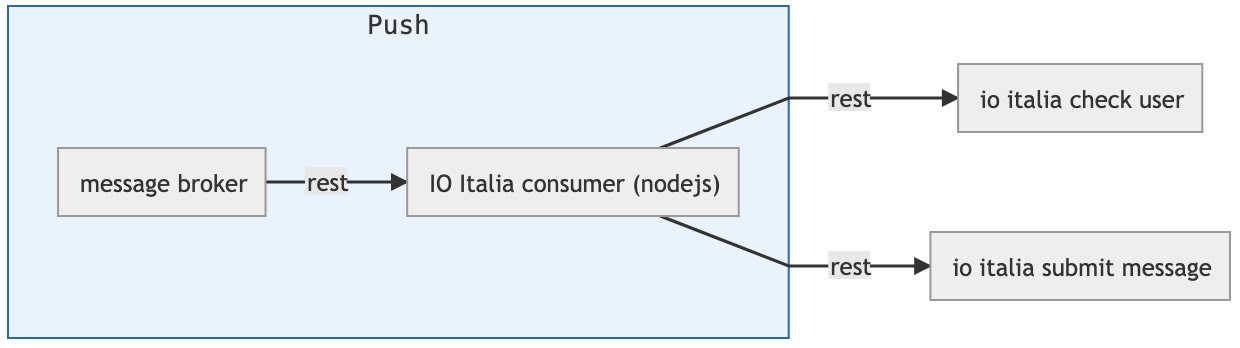 Push
message broker
rest
IO Italia consumer (nodejs)
rest
io italia check user
rest
io italia submit message